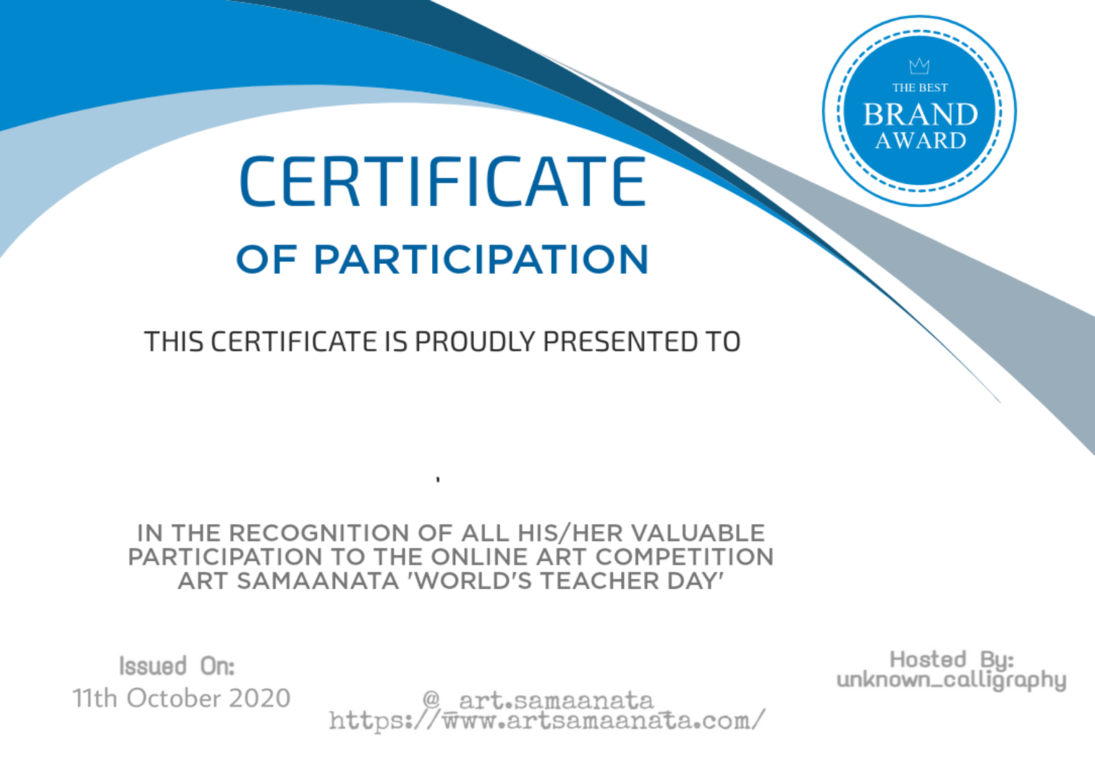 THE BEST
BRAND
AWARD
CERTIFICATE
OF PARTICIPATION
THIS CERTIFICATE IS PROUDLY PRESENTED TO
IN THE RECOGNITION OF ALL HIS/HER VALUABLE
PARTICIPATION TO THE ONLINE ART COMPETITION
ART SAMAANATA 'WORLD'S TEACHER DAY'
Issued On:
11th October 2020
@_art.samaanata_
https://www.artsamaanata.com/
Hosted By:
unknown_calligraphy